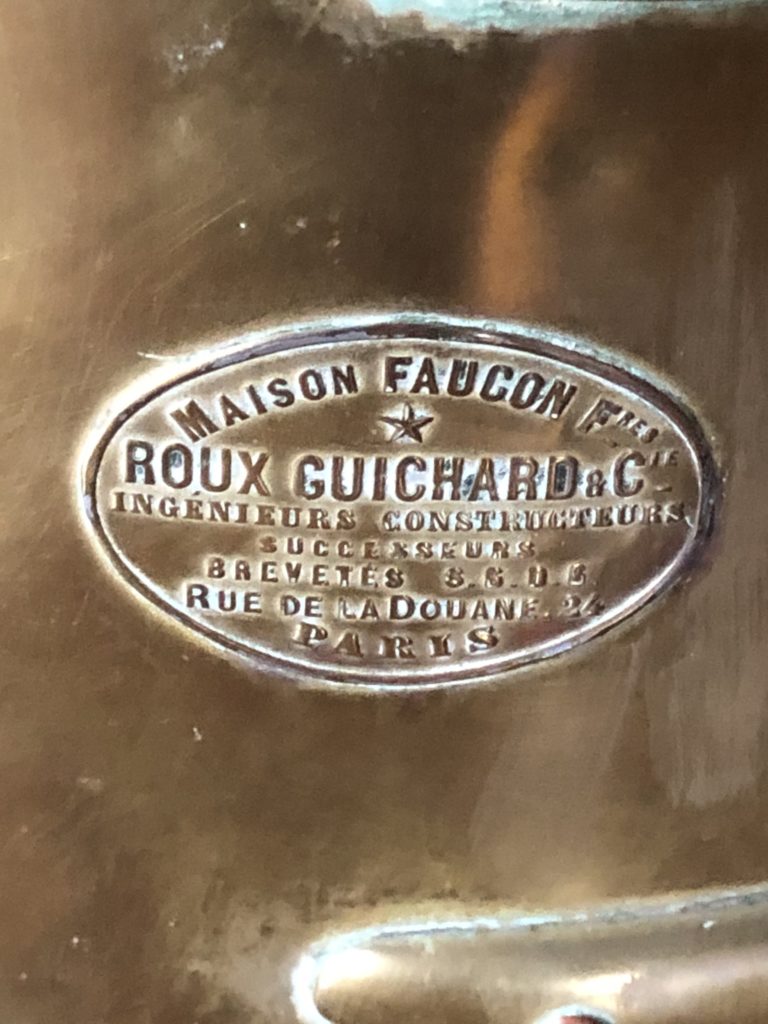 MAISON FAUCON FRES
ROUX GUICHARD & CIE
INGÉNIEURS CONSTRUCTEURS
SUCCESSEURS
BREVETÉS S.G.D.G.
RUE DE LA DOUANE. 24
PARIS